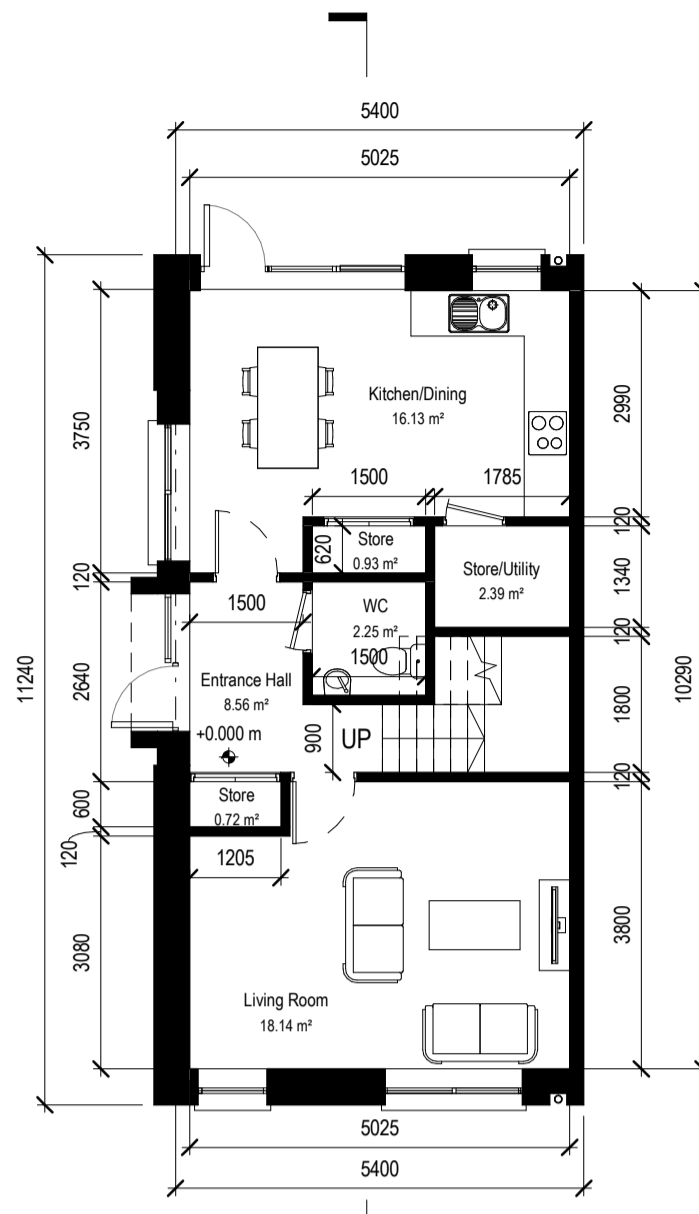 5400
5025
Kitchen/Dining
16.13 m²
3750
2990
1500
1785
120
620
Store
0.93 m²
Store/Utility
2.39 m²
1340
120
120
1500
WC
2.25 m²
1500
Entrance Hall
8.56 m²
+0.000 m
2640
11240
10290
900
UP
1800
120
600
Store
0.72 m²
120
1205
3080
3800
Living Room
18.14 m²
5025
5400